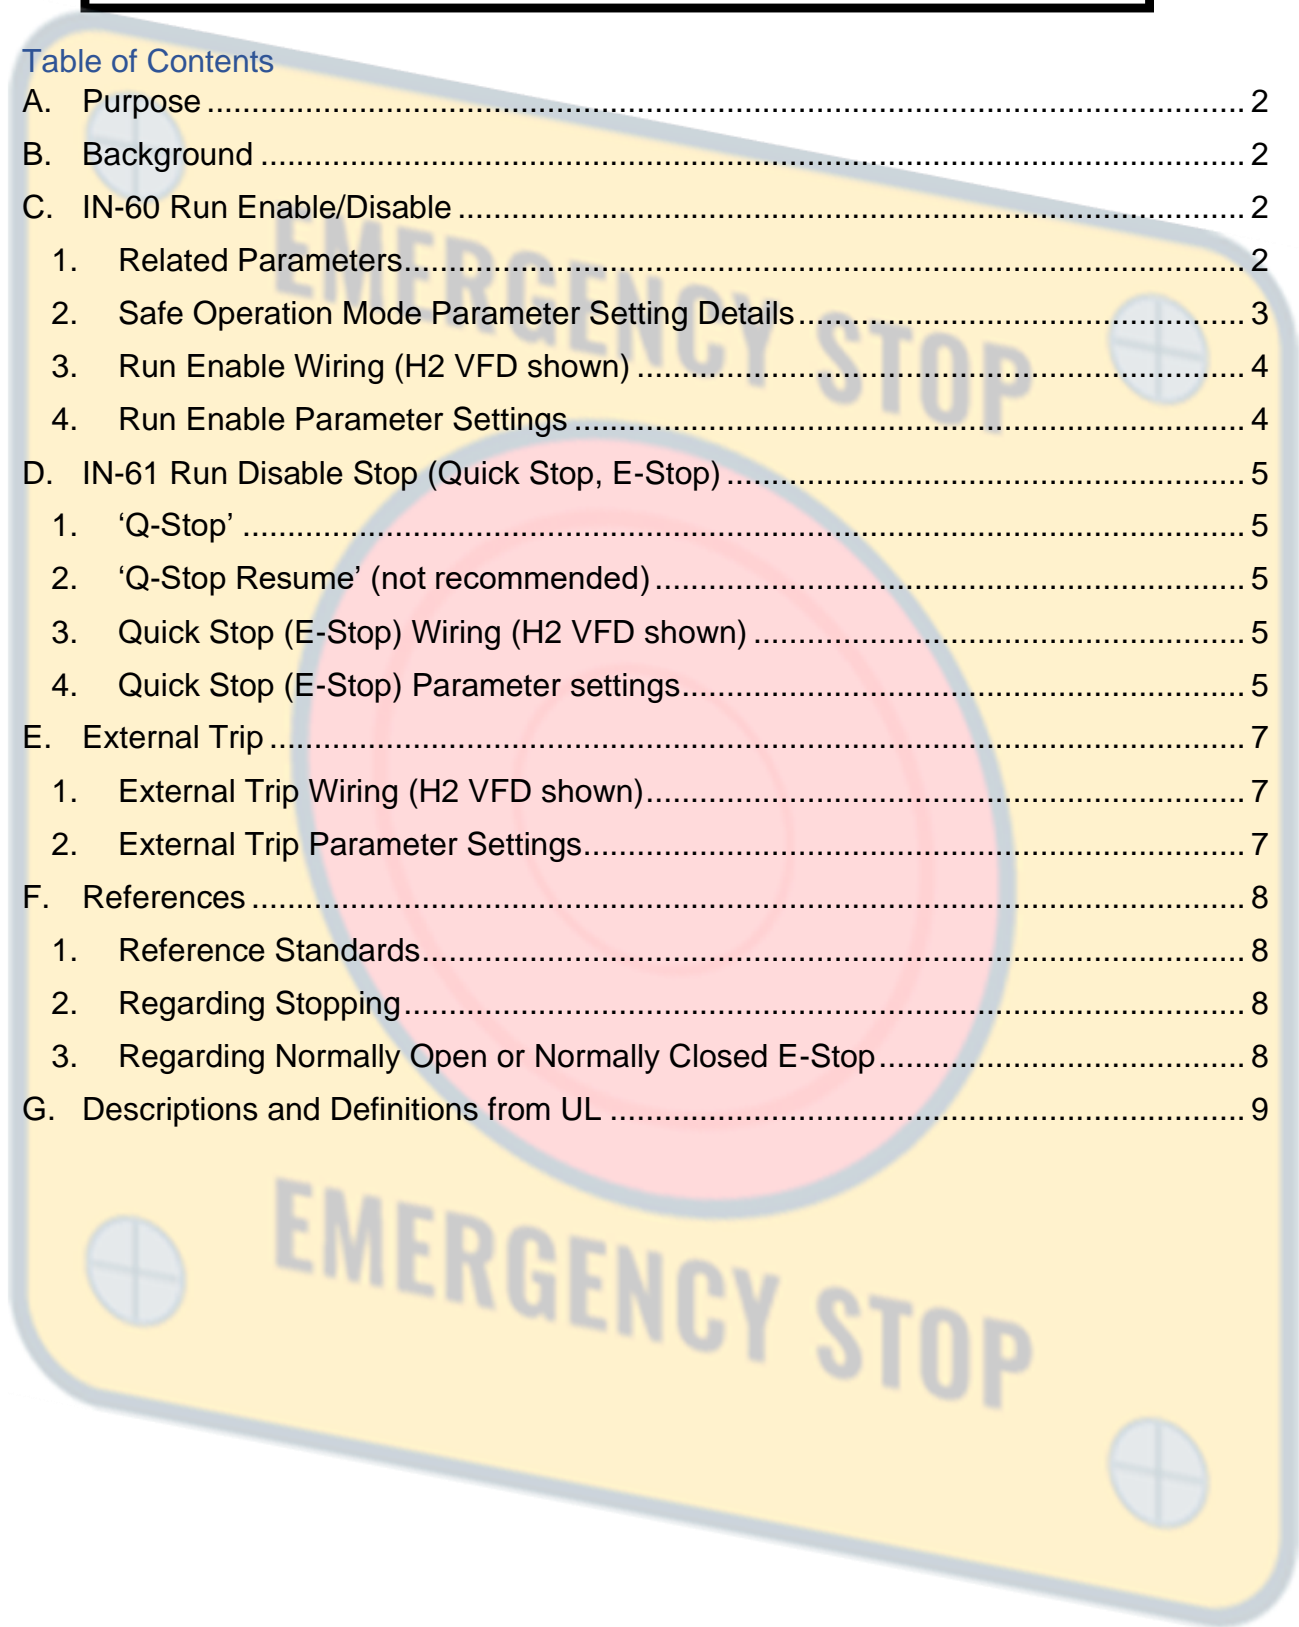 Table of Contents
A. Purpose ........................................ 2
B. Background ........................................ 2
C. IN-60 Run Enable/Disable ........................................ 2
1. Related Parameters ........................................ 2
2. Safe Operation Mode Parameter Setting Details ........................................ 3
3. Run Enable Wiring (H2 VFD shown) ........................................ 4
4. Run Enable Parameter Settings ........................................ 4
D. IN-61 Run Disable Stop (Quick Stop, E-Stop) ........................................ 5
1. ‘Q-Stop’ ........................................ 5
2. ‘Q-Stop Resume’ (not recommended) ........................................ 5
3. Quick Stop (E-Stop) Wiring (H2 VFD shown) ........................................ 5
4. Quick Stop (E-Stop) Parameter settings ........................................ 5
E. External Trip ........................................ 7
1. External Trip Wiring (H2 VFD shown) ........................................ 7
2. External Trip Parameter Settings ........................................ 7
F. References ........................................ 8
1. Reference Standards ........................................ 8
2. Regarding Stopping ........................................ 8
3. Regarding Normally Open or Normally Closed E-Stop ........................................ 8
G. Descriptions and Definitions from UL ........................................ 9
EMERGENCY STOP
EMERGENCY STOP